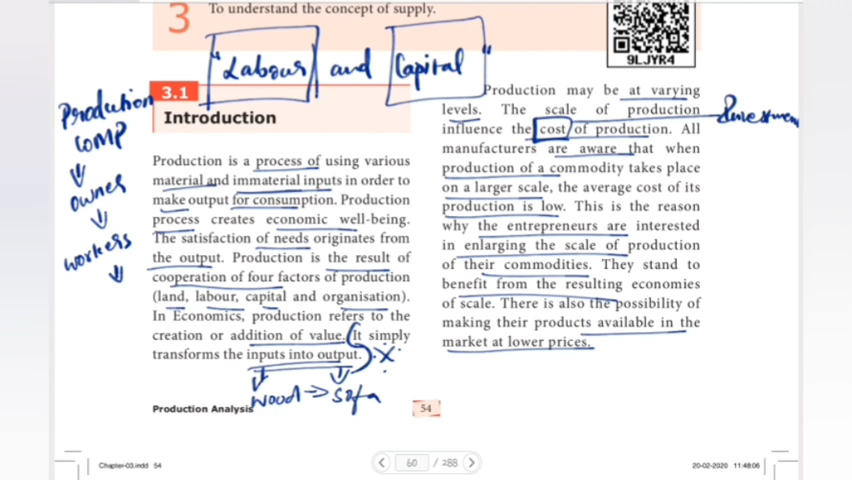 3
To understand the concept of supply.
9LJYR4
"Labour and Capital"
3.1
Introduction
Production is a process of using various
material and immaterial inputs in order to
make output for consumption. Production
process creates economic well-being.
The satisfaction of needs originates from
the output. Production is the result of
cooperation of four factors of production
(land, labour, capital and organisation).
In Economics, production refers to the
creation or addition of value. It simply
transforms the inputs into output.
wood → sofa
Production
comp
owner
workers
Production may be at varying
levels. The scale of production
influence the cost of production. All
manufacturers are aware that when
production of a commodity takes place
on a larger scale, the average cost of its
production is low. This is the reason
why the entrepreneurs are interested
in enlarging the scale of production
of their commodities. They stand to
benefit from the resulting economies
of scale. There is also the possibility of
making their products available in the
market at lower prices.
Production Analysis
54
Chapter-03.indd 54
60 / 288
20-02-2020 11:48:06